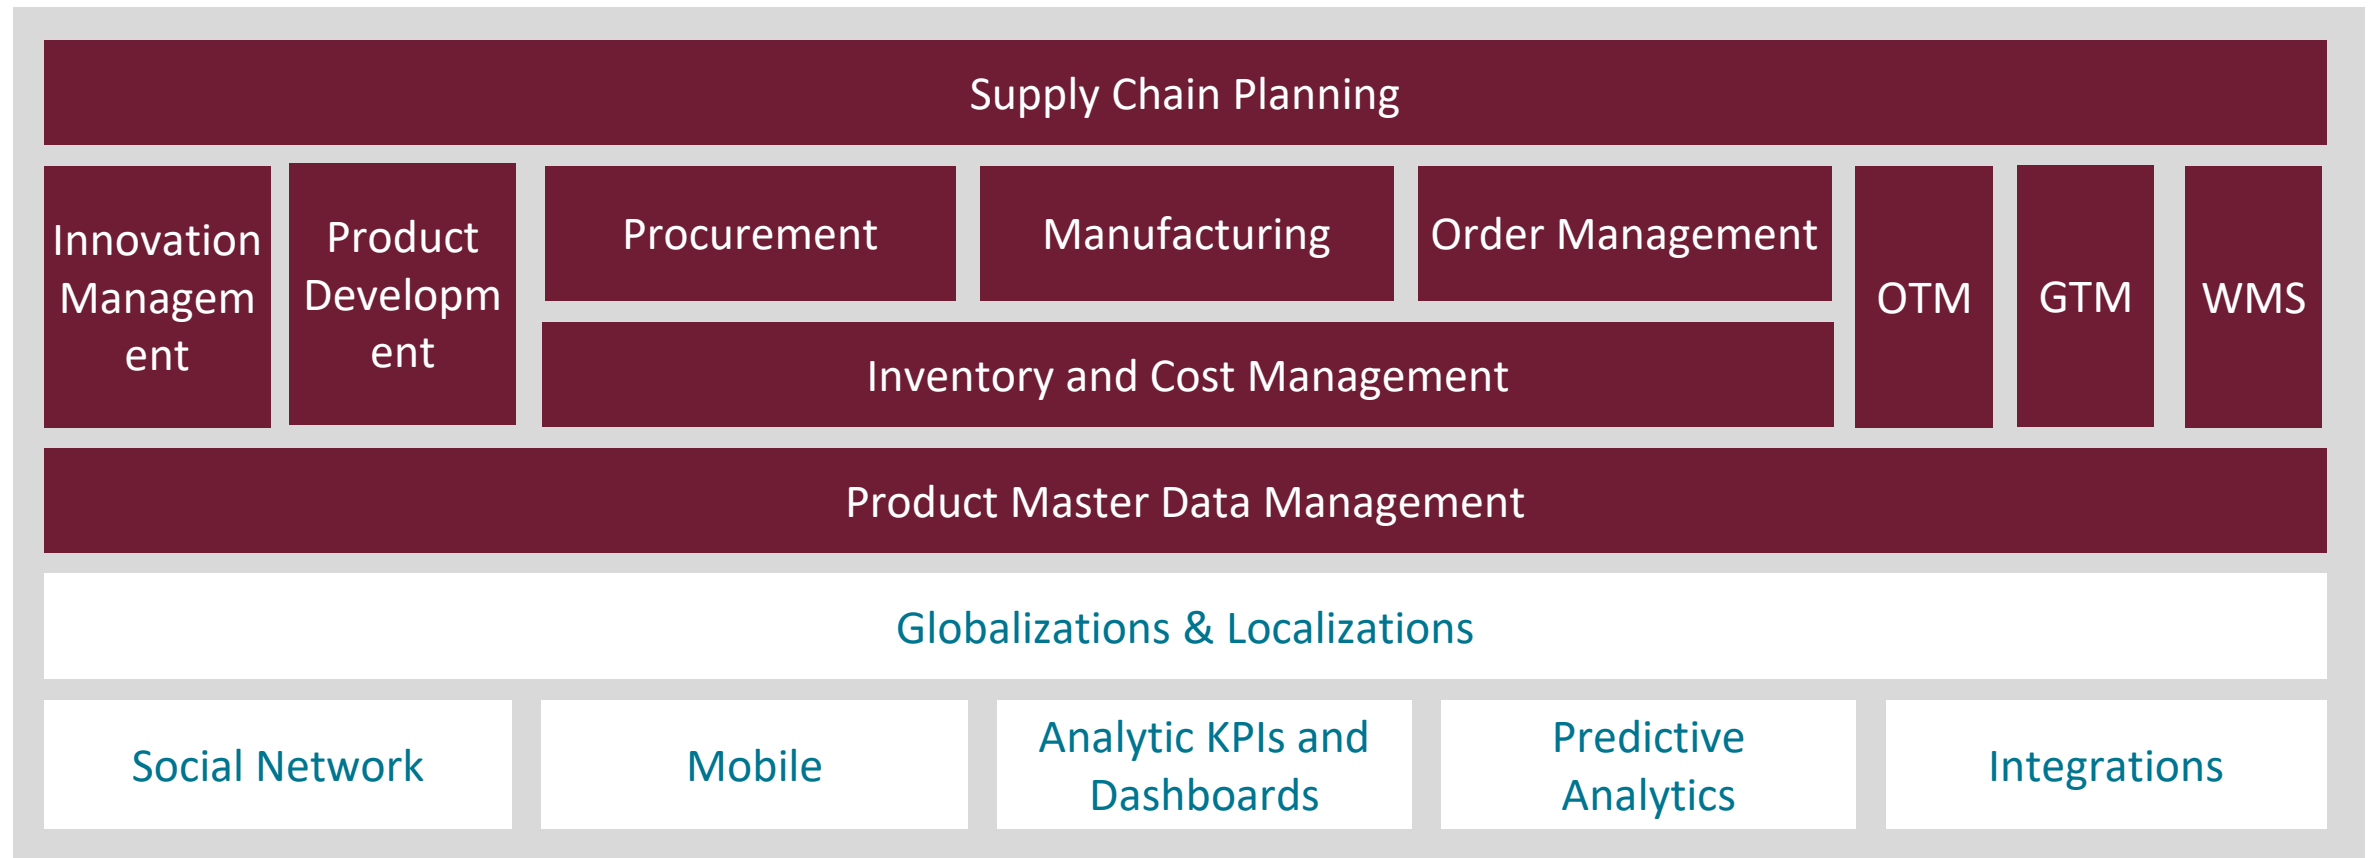 Supply Chain Planning
Innovation
Managem
ent
Product
Developm
ent
Procurement
Manufacturing
Order Management
OTM
GTM
WMS
Inventory and Cost Management
Product Master Data Management
Globalizations & Localizations
Social Network
Mobile
Analytic KPIs and
Dashboards
Predictive
Analytics
Integrations